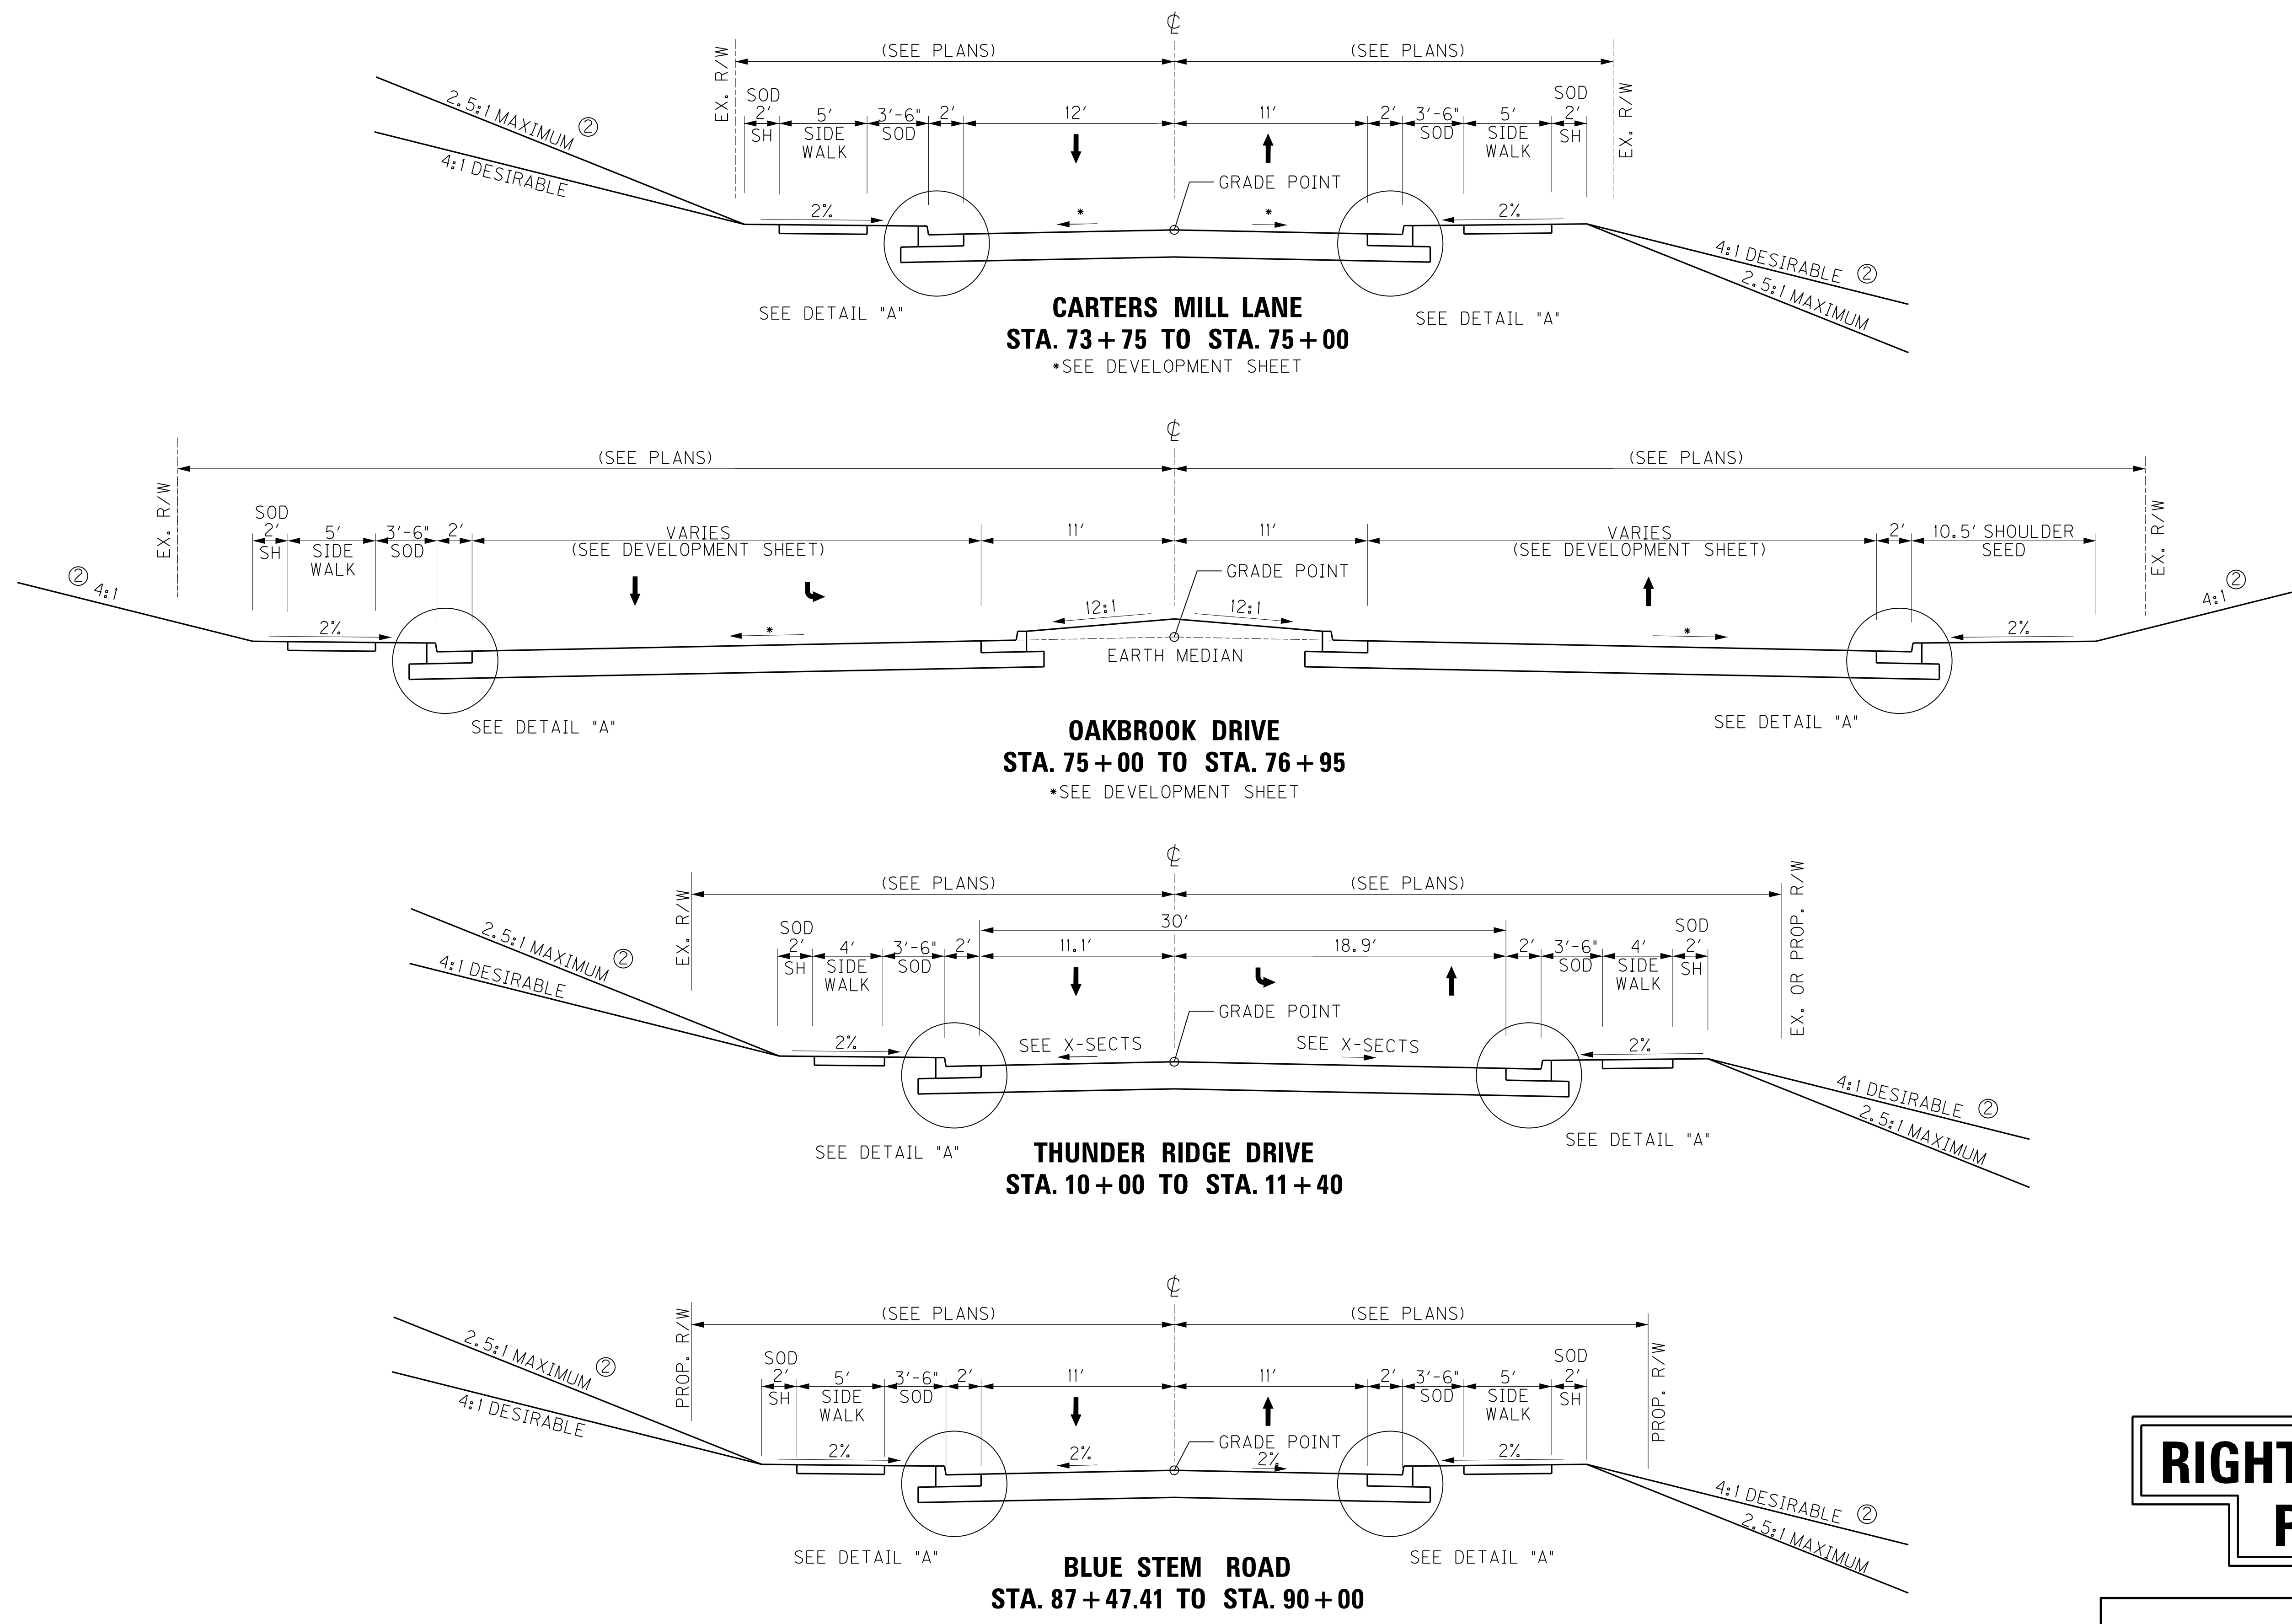 ℄
(SEE PLANS) (SEE PLANS)
EX. R/W
EX. R/W
SOD SOD
2' 5' 3'-6" 2' 12' 11' 2' 3'-6" 5' 2'
SH SIDE SOD SOD SIDE SH
WALK WALK
2.5:1 MAXIMUM ②
4:1 DESIRABLE
GRADE POINT
2% * * 2%
4:1 DESIRABLE ②
2.5:1 MAXIMUM
SEE DETAIL "A" SEE DETAIL "A"
CARTERS MILL LANE
STA. 73+75 TO STA. 75+00
*SEE DEVELOPMENT SHEET
℄
(SEE PLANS) (SEE PLANS)
EX. R/W
EX. R/W
SOD
2' 5' 3'-6" 2' VARIES 11' 11' VARIES 2' 10.5' SHOULDER
SH SIDE SOD (SEE DEVELOPMENT SHEET) (SEE DEVELOPMENT SHEET) SEED
WALK
② 4:1
GRADE POINT
4:1 ②
12:1 12:1
2% * * 2%
EARTH MEDIAN
SEE DETAIL "A" SEE DETAIL "A"
OAKBROOK DRIVE
STA. 75+00 TO STA. 76+95
*SEE DEVELOPMENT SHEET
℄
(SEE PLANS) (SEE PLANS)
EX. R/W
EX. OR PROP. R/W
30'
SOD SOD
2' 4' 3'-6" 2' 11.1' 18.9' 2' 3'-6" 4' 2'
SH SIDE SOD SOD SIDE SH
WALK WALK
2.5:1 MAXIMUM ②
4:1 DESIRABLE
GRADE POINT
2% SEE X-SECTS SEE X-SECTS 2%
4:1 DESIRABLE ②
2.5:1 MAXIMUM
SEE DETAIL "A" SEE DETAIL "A"
THUNDER RIDGE DRIVE
STA. 10+00 TO STA. 11+40
℄
(SEE PLANS) (SEE PLANS)
PROP. R/W
PROP. R/W
SOD SOD
2' 5' 3'-6" 2' 11' 11' 2' 3'-6" 5' 2'
SH SIDE SOD SOD SIDE SH
WALK WALK
2.5:1 MAXIMUM ②
4:1 DESIRABLE
GRADE POINT
2% 2% 2% 2%
4:1 DESIRABLE ②
2.5:1 MAXIMUM
SEE DETAIL "A" SEE DETAIL "A"
BLUE STEM ROAD
STA. 87+47.41 TO STA. 90+00
RIGHT